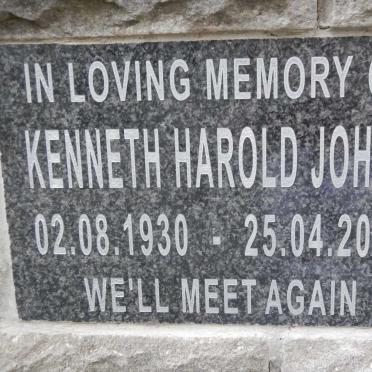 IN LOVING MEMORY
KENNETH HAROLD JOH
02.08.1930 - 25.04.20
WE'LL MEET AGAIN